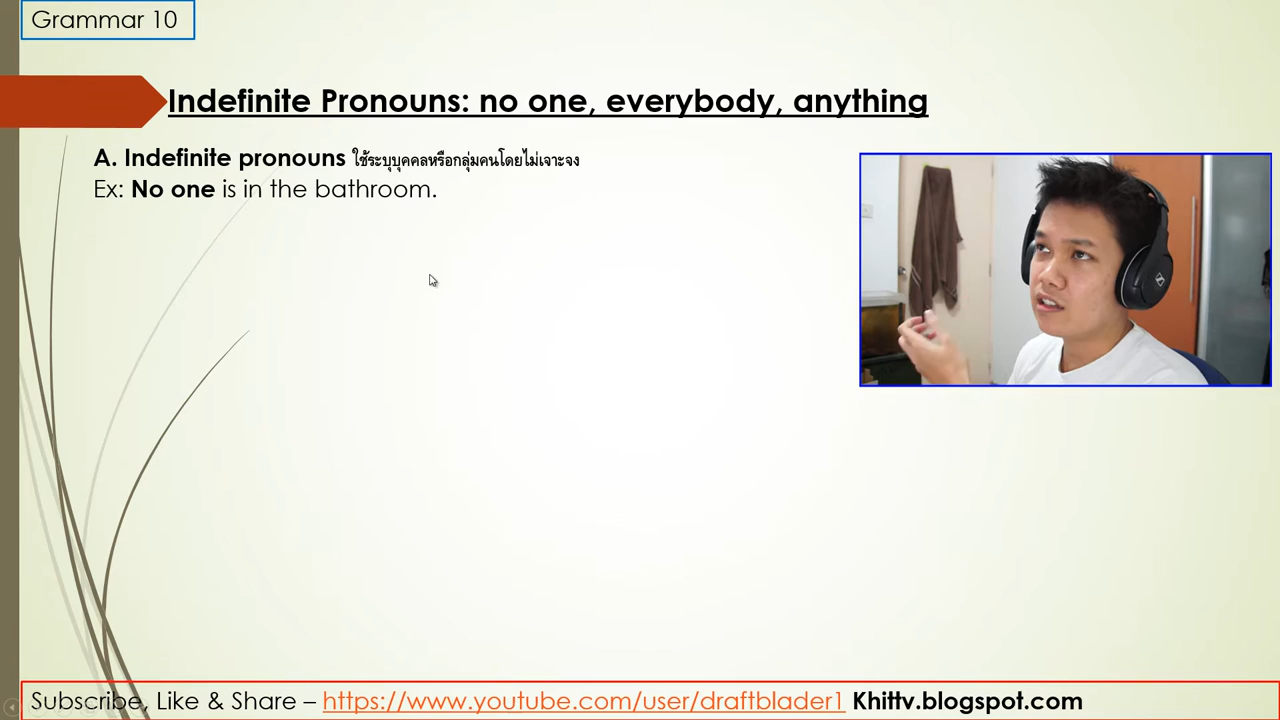 Grammar 10
Indefinite Pronouns: no one, everybody, anything
A. Indefinite pronouns ใช้ระบุบุคคลหรือกลุ่มคนโดยไม่เจาะจง
Ex: No one is in the bathroom.
Subscribe, Like & Share – https://www.youtube.com/user/draftblader1 Khittv.blogspot.com